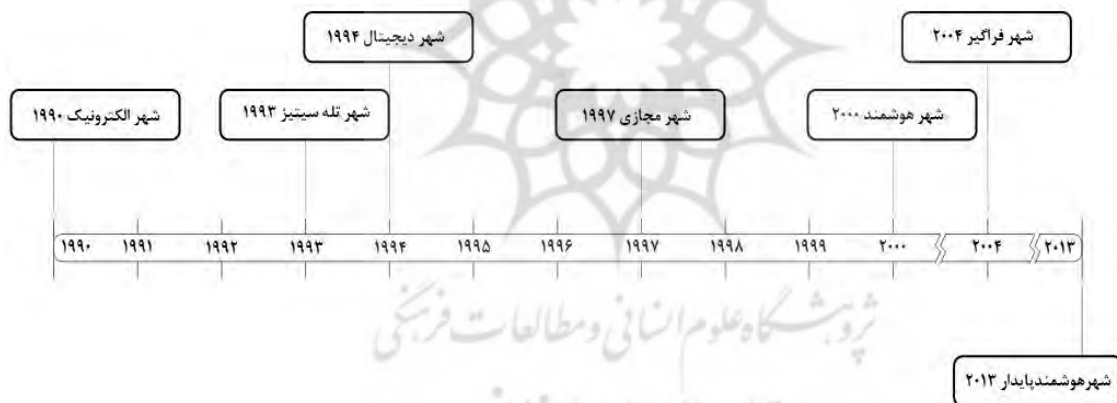 شهر دیجیتال ۱۹۹۴
شهر فراگیر ۲۰۰۴
شهر الکترونیک ۱۹۹۰
شهر تله سیتیز ۱۹۹۳
شهر مجازی ۱۹۹۷
شهر هوشمند ۲۰۰۰
۱۹۹۰ ۱۹۹۱ ۱۹۹۲ ۱۹۹۳ ۱۹۹۴ ۱۹۹۵ ۱۹۹۶ ۱۹۹۷ ۱۹۹۸ ۱۹۹۹ ۲۰۰۰ ۲۰۰۴ ۲۰۱۳
پژوهشگاه علوم انسانی و مطالعات فرهنگی
شهرهوشمندپایدار ۲۰۱۳